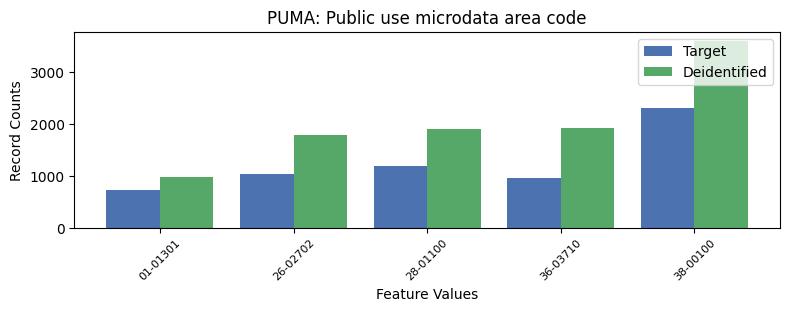 PUMA: Public use microdata area code
Target
Deidentified
Record Counts
3000
2000
1000
0
01-01301
26-02702
28-01100
36-03710
38-00100
Feature Values